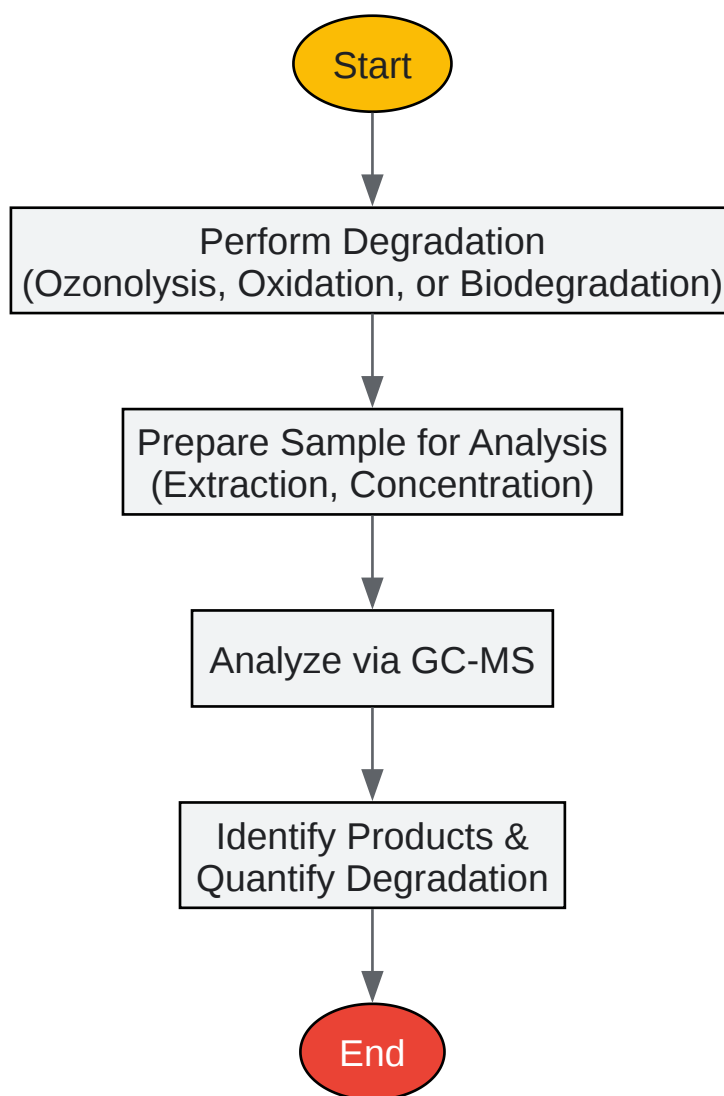 Start
Perform Degradation
(Ozonolysis, Oxidation, or Biodegradation)
Prepare Sample for Analysis
(Extraction, Concentration)
Analyze via GC-MS
Identify Products &
Quantify Degradation
End